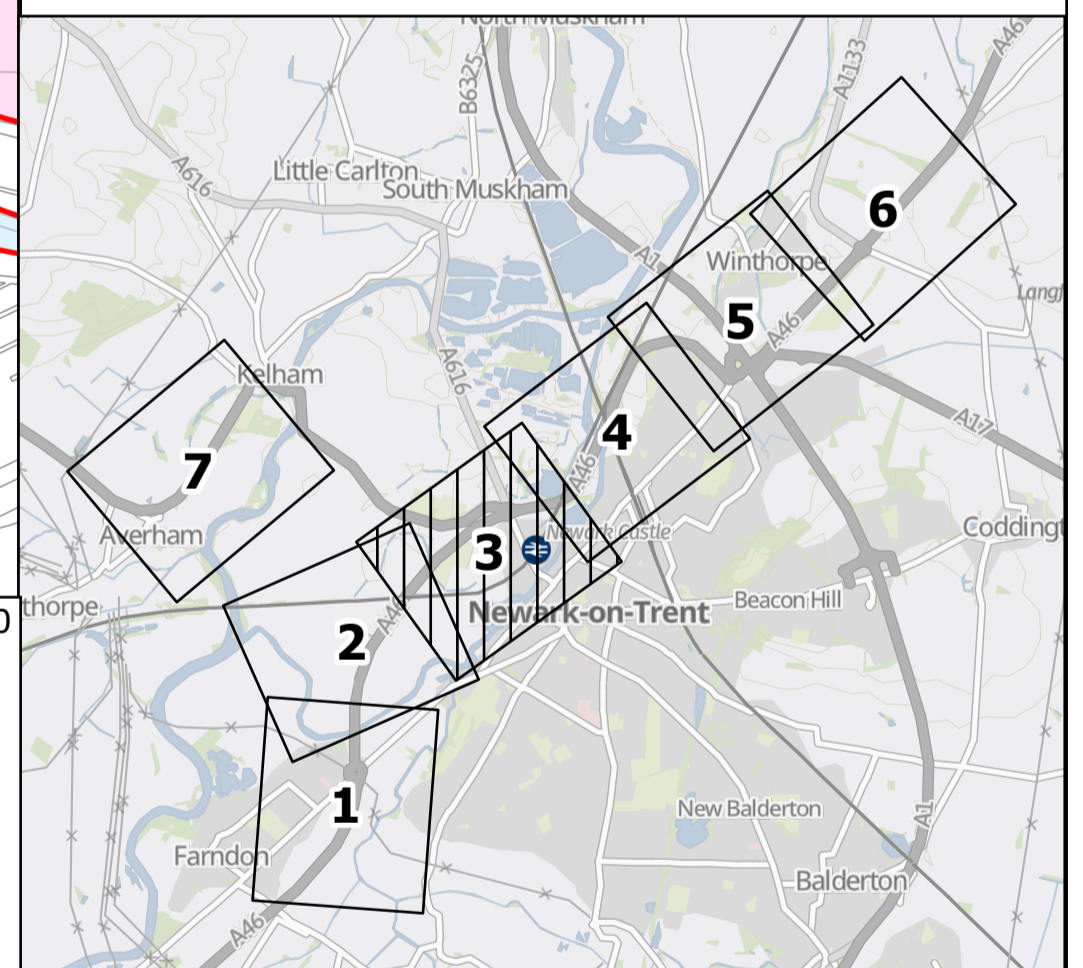 North Muskham
A46
A1133
B6325
Little Carlton
South Muskham
A616
6
A1
Winthorpe
Langf
5
A46
Kelham
A616
A17
4
7
A46
Averham
Newark Castle
Coddingt
3
thorpe
0
A46
Newark-on-Trent
Beacon Hill
2
1
New Balderton
A1
Farndon
Balderton
A46